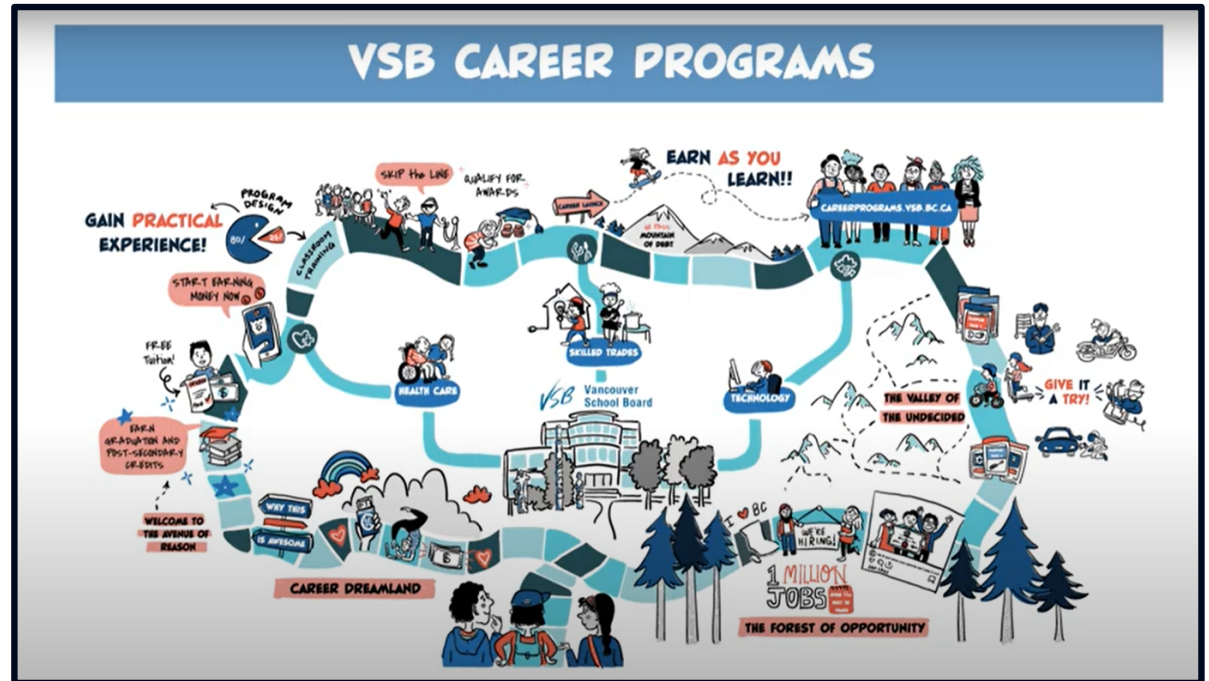 VSB CAREER PROGRAMS
EARN AS YOU
LEARN!!
SKIP the LINE
QUALIFY FOR
AWARDS
CAREER LAUNCH
CAREERPROGRAMS.VSB.BC.CA
PROGRAM
DESIGN
GAIN PRACTICAL
EXPERIENCE!
80/
20/
CLASSROOM
TRAINING
MOUNTAIN
OF DEBT
START EARNING
MONEY NOW
FREE
Tuition!
SKILLED TRADES
HEALTH CARE
TECHNOLOGY
VSB Vancouver
School Board
THE VALLEY OF
THE UNDECIDED
GIVE IT
A TRY!
EARN
GRADUATION AND
POST-SECONDARY
CREDITS
WELCOME TO
THE AVENUE OF
REASON
WHY THIS
IS AWESOME
CAREER DREAMLAND
I ♥ BC
WE'RE
HIRING!
1 MILLION
JOBS
THE FOREST OF OPPORTUNITY